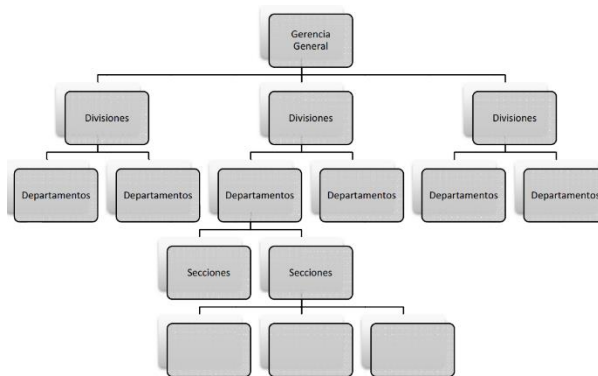 Gerencia
General
Divisiones
Divisiones
Divisiones
Departamentos
Departamentos
Departamentos
Departamentos
Departamentos
Departamentos
Secciones
Secciones